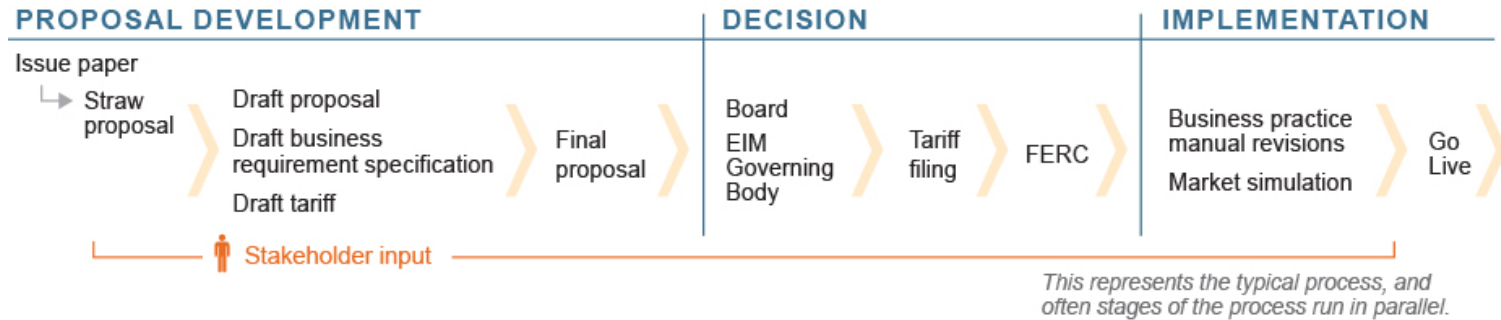 PROPOSAL DEVELOPMENT
DECISION
IMPLEMENTATION
Issue paper
Straw
proposal
Draft proposal
Draft business
requirement specification
Draft tariff
Final
proposal
Board
EIM
Governing
Body
Tariff
filing
FERC
Business practice
manual revisions
Market simulation
Go
Live
Stakeholder input
This represents the typical process, and
often stages of the process run in parallel.